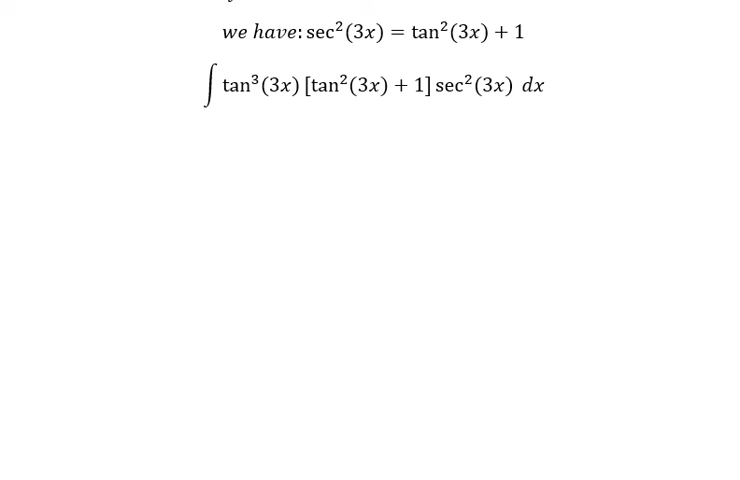 we have: sec²(3x) = tan²(3x) + 1
∫ tan³(3x) [tan²(3x) + 1] sec²(3x) dx